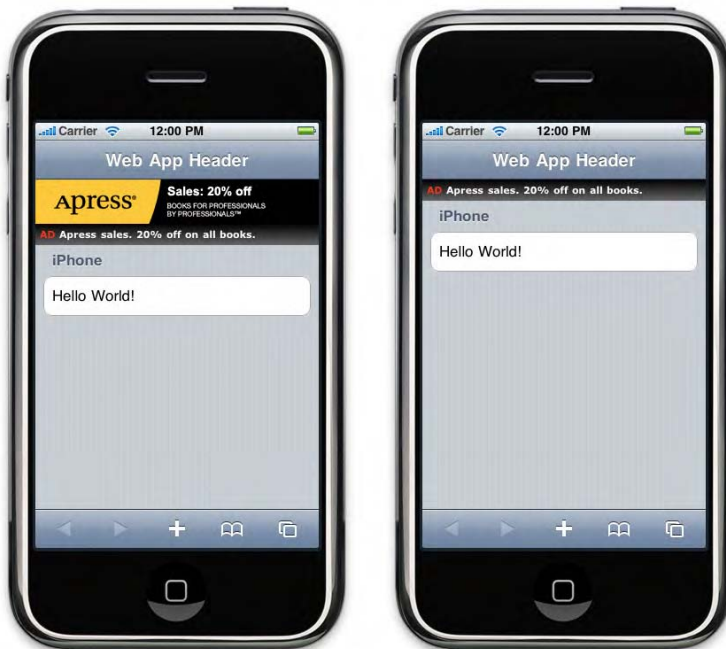 Carrier 12:00 PM
Web App Header
Apress®
Sales: 20% off
BOOKS FOR PROFESSIONALS
BY PROFESSIONALS™
AD Apress sales. 20% off on all books.
iPhone
Hello World!
Carrier 12:00 PM
Web App Header
AD Apress sales. 20% off on all books.
iPhone
Hello World!